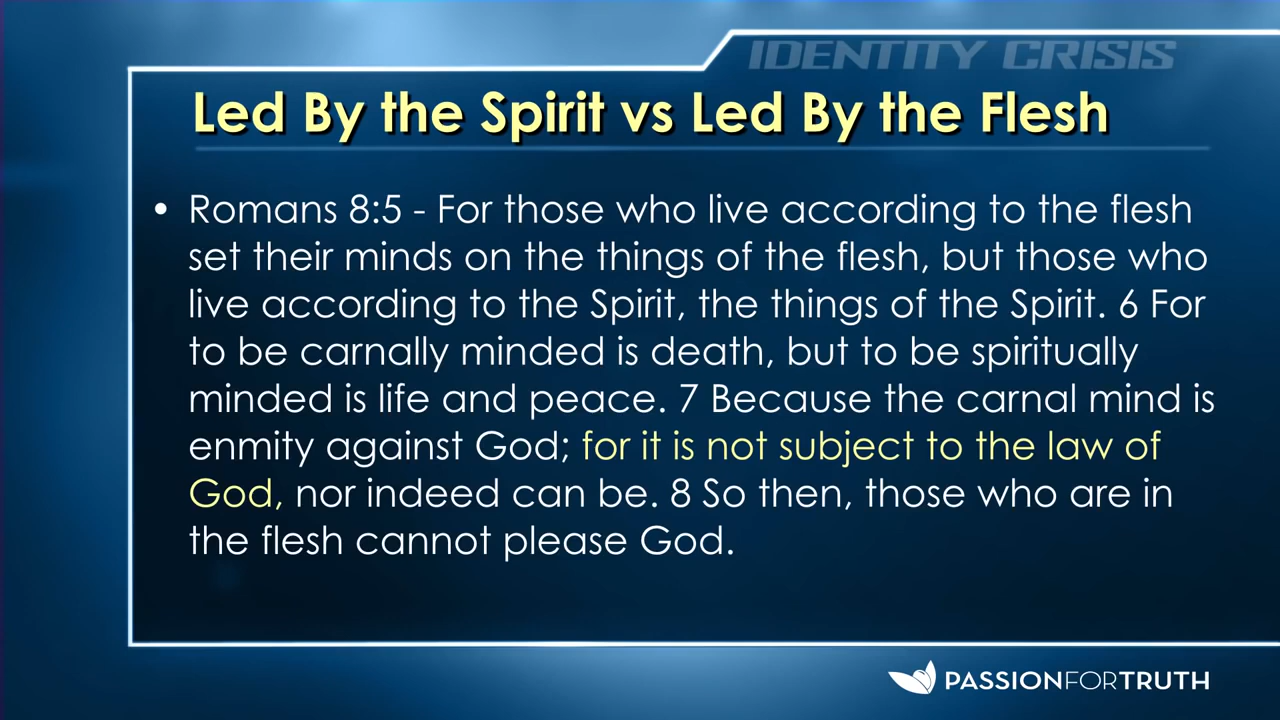 IDENTITY CRISIS
Led By the Spirit vs Led By the Flesh
• Romans 8:5 - For those who live according to the flesh
set their minds on the things of the flesh, but those who
live according to the Spirit, the things of the Spirit. 6 For
to be carnally minded is death, but to be spiritually
minded is life and peace. 7 Because the carnal mind is
enmity against God; for it is not subject to the law of
God, nor indeed can be. 8 So then, those who are in
the flesh cannot please God.
PASSIONFORTRUTH